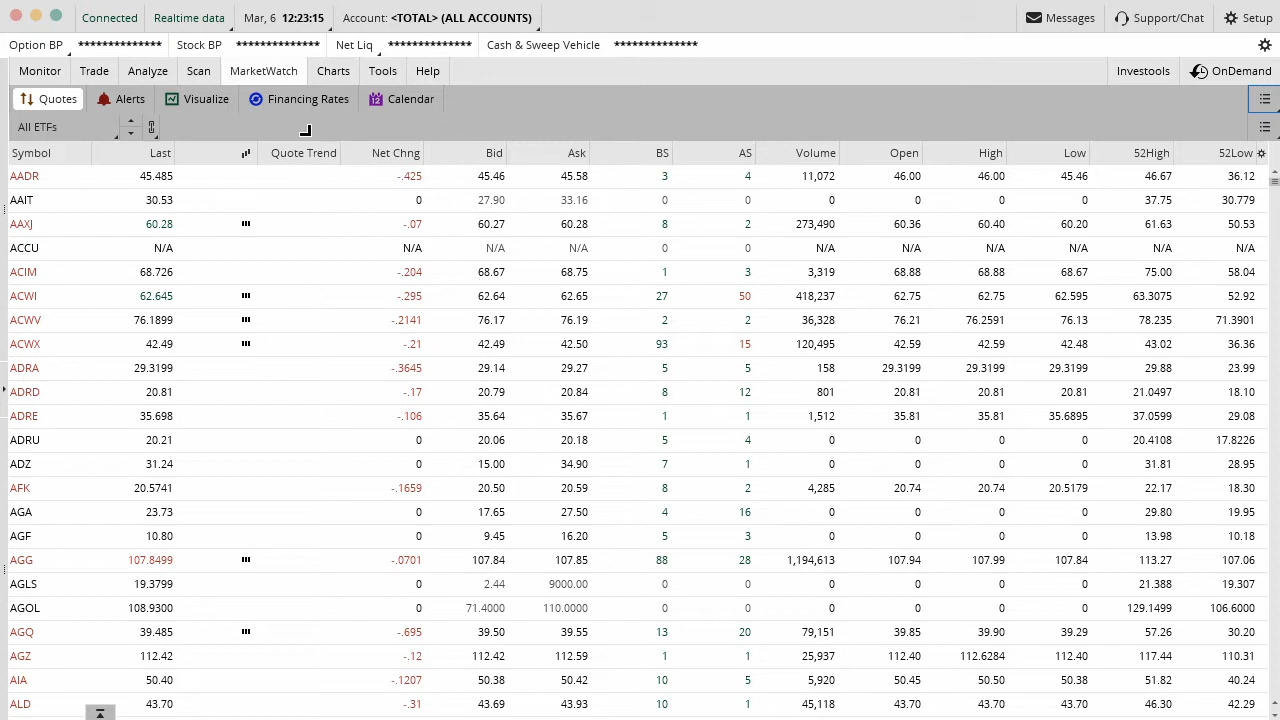 Connected Realtime data Mar, 6 12:23:15 Account: <TOTAL> (ALL ACCOUNTS) Messages Support/Chat Setup
Option BP ************** Stock BP ************** Net Liq ************** Cash & Sweep Vehicle **************
Monitor Trade Analyze Scan MarketWatch Charts Tools Help Investools OnDemand
Quotes Alerts Visualize Financing Rates 12 Calendar
All ETFs
Symbol Last Quote Trend Net Chng Bid Ask BS AS Volume Open High Low 52High 52Low
AADR 45.485 -.425 45.46 45.58 3 4 11,072 46.00 46.00 45.46 46.67 36.12
AAIT 30.53 0 27.90 33.16 0 0 0 0 0 0 37.75 30.779
AAXJ 60.28 -.07 60.27 60.28 8 2 273,490 60.36 60.40 60.20 61.63 50.53
ACCU N/A N/A N/A N/A 0 0 N/A N/A N/A N/A N/A N/A
ACIM 68.726 -.204 68.67 68.75 1 3 3,319 68.88 68.88 68.67 75.00 58.04
ACWI 62.645 -.295 62.64 62.65 27 50 418,237 62.75 62.75 62.595 63.3075 52.92
ACWV 76.1899 -.2141 76.17 76.19 2 2 36,328 76.21 76.2591 76.13 78.235 71.3901
ACWX 42.49 -.21 42.49 42.50 93 15 120,495 42.59 42.59 42.48 43.02 36.36
ADRA 29.3199 -.3645 29.14 29.27 5 5 158 29.3199 29.3199 29.3199 29.88 23.99
ADRD 20.81 -.17 20.79 20.84 8 12 801 20.81 20.81 20.81 21.0497 18.10
ADRE 35.698 -.106 35.64 35.67 1 1 1,512 35.81 35.81 35.6895 37.0599 29.08
ADRU 20.21 0 20.06 20.18 5 4 0 0 0 0 20.4108 17.8226
ADZ 31.24 0 15.00 34.90 7 1 0 0 0 0 31.81 28.95
AFK 20.5741 -.1659 20.50 20.59 8 2 4,285 20.74 20.74 20.5179 22.17 18.30
AGA 23.73 0 17.65 27.50 4 16 0 0 0 0 29.80 19.95
AGF 10.80 0 9.45 16.20 5 3 0 0 0 0 13.98 10.18
AGG 107.8499 -.0701 107.84 107.85 88 28 1,194,613 107.94 107.99 107.84 113.27 107.06
AGLS 19.3799 0 2.44 9000.00 0 0 0 0 0 0 21.388 19.307
AGOL 108.9300 0 71.4000 110.0000 0 0 0 0 0 0 129.1499 106.6000
AGQ 39.485 -.695 39.50 39.55 13 20 79,151 39.85 39.90 39.29 57.26 30.20
AGZ 112.42 -.12 112.42 112.59 1 1 25,937 112.40 112.6284 112.40 117.44 110.31
AIA 50.40 -.1207 50.38 50.42 10 5 5,920 50.45 50.50 50.38 51.82 40.24
ALD 43.70 -.31 43.69 43.93 10 1 45,118 43.70 43.70 43.70 46.30 42.29